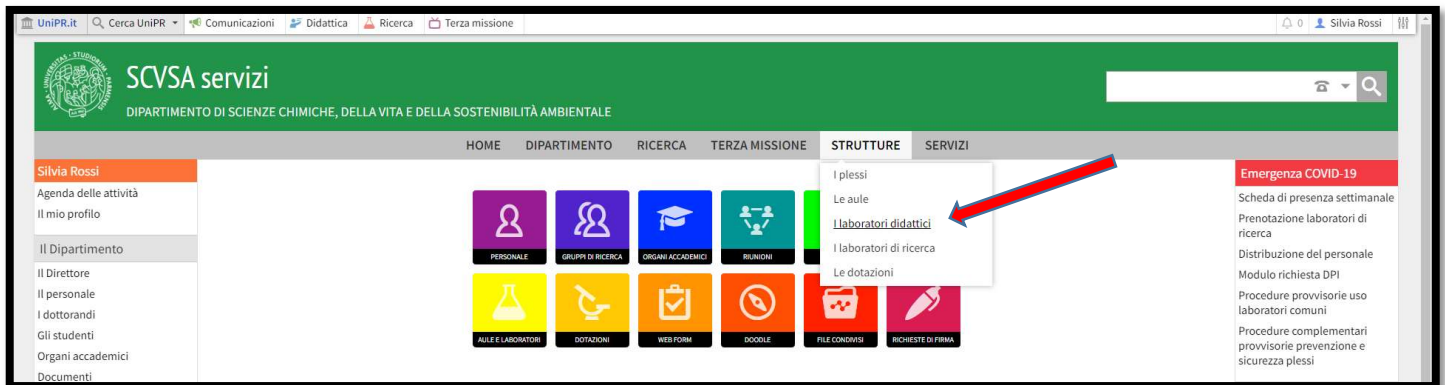 UniPR.it Cerca UniPR Comunicazioni Didattica Ricerca Terza missione 0 Silvia Rossi
SCVSA servizi
DIPARTIMENTO DI SCIENZE CHIMICHE, DELLA VITA E DELLA SOSTENIBILITÀ AMBIENTALE
HOME DIPARTIMENTO RICERCA TERZA MISSIONE STRUTTURE SERVIZI
Silvia Rossi
Agenda delle attività
Il mio profilo
Il Dipartimento
Il Direttore
Il personale
I dottorandi
Gli studenti
Organi accademici
Documenti
I plessi
Le aule
I laboratori didattici
I laboratori di ricerca
Le dotazioni
PERSONALE GRUPPI DI RICERCA ORGANI ACCADEMICI RIUNIONI
AULE E LABORATORI DOTAZIONI WEB FORM DOODLE FILE CONDIVISI RICHIESTE DI FIRMA
Emergenza COVID-19
Scheda di presenza settimanale
Prenotazione laboratori di
ricerca
Distribuzione del personale
Modulo richiesta DPI
Procedure provvisorie uso
laboratori comuni
Procedure complementari
provvisorie prevenzione e
sicurezza plessi